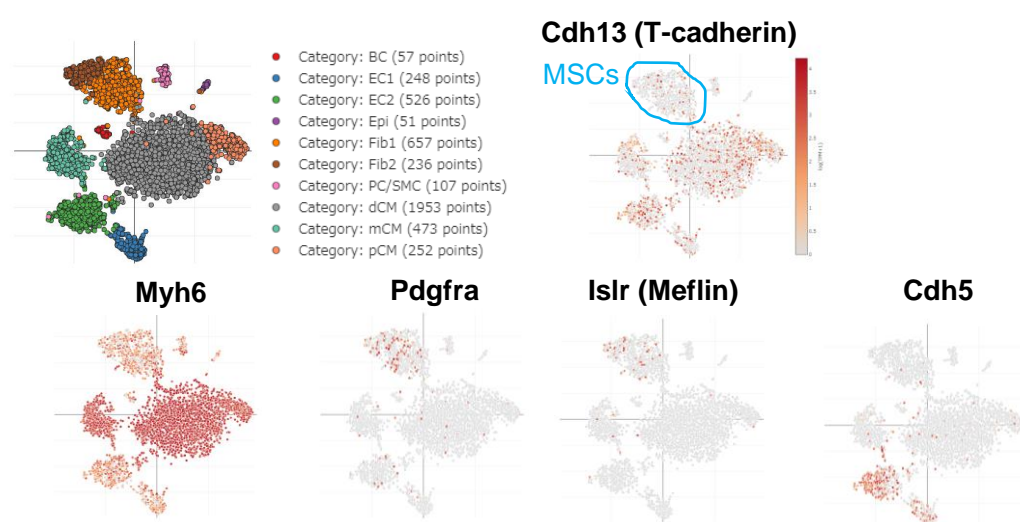 Cdh13 (T-cadherin)
MSCs
Category: BC (57 points)
Category: EC1 (248 points)
Category: EC2 (526 points)
Category: Epi (51 points)
Category: Fib1 (657 points)
Category: Fib2 (236 points)
Category: PC/SMC (107 points)
Category: dCM (1953 points)
Category: mCM (473 points)
Category: pCM (252 points)
Myh6
Pdgfra
Islr (Meflin)
Cdh5